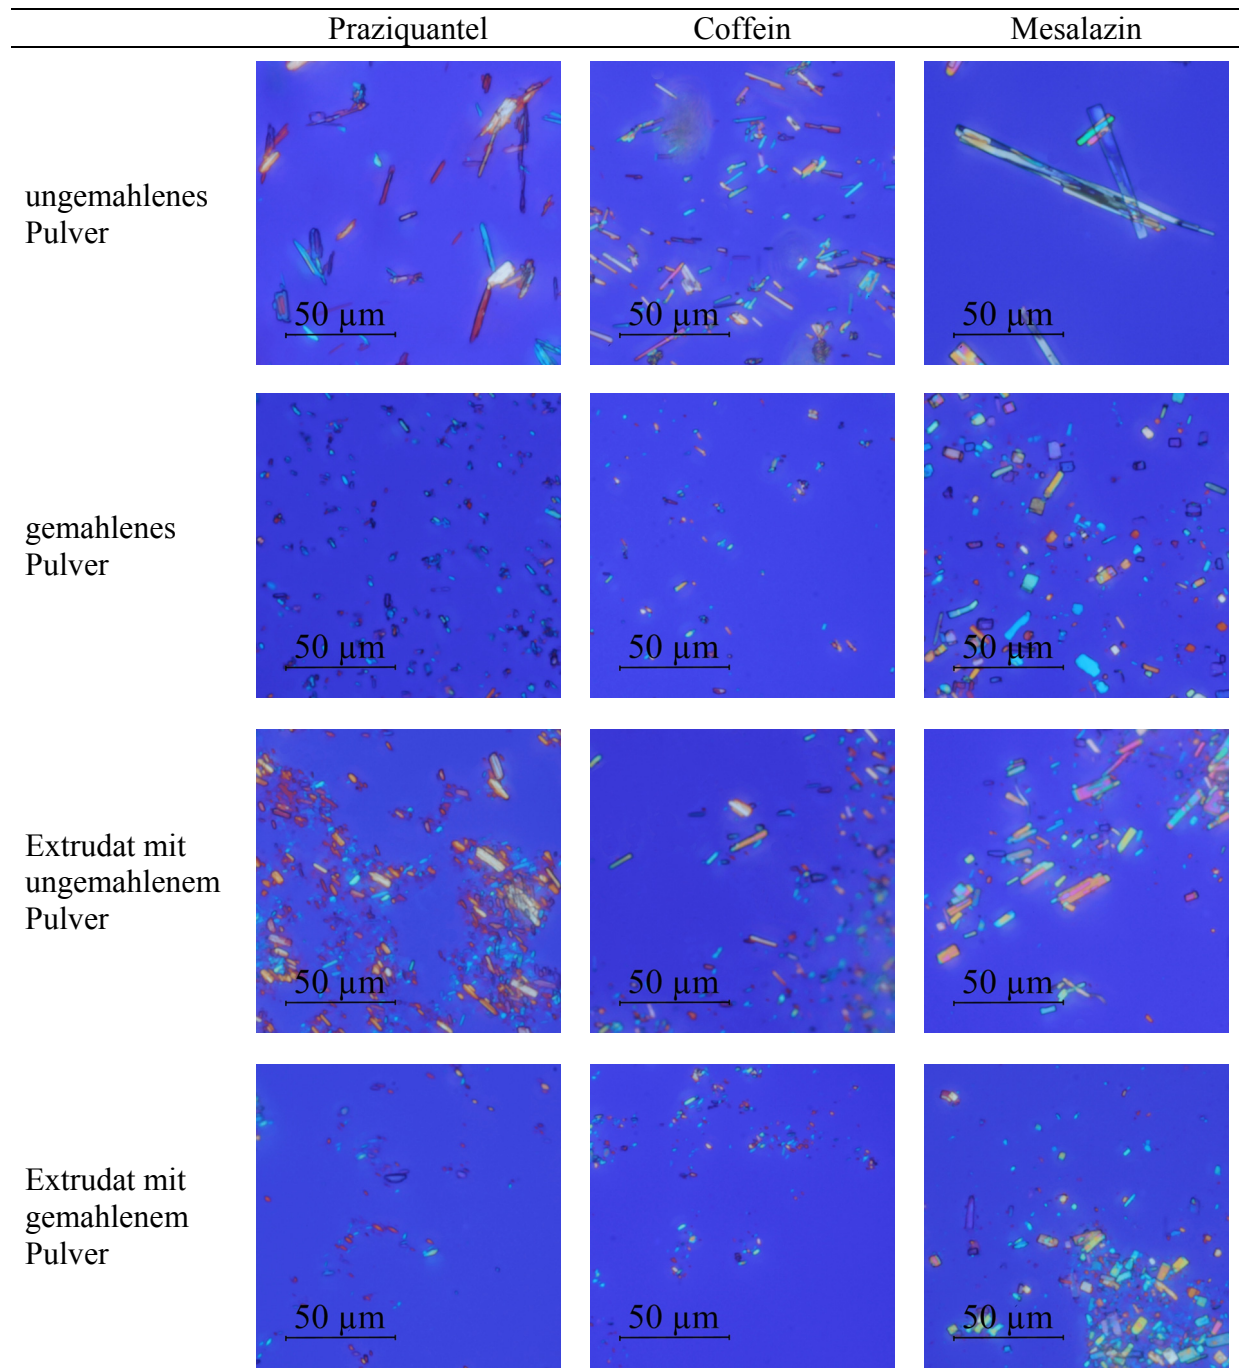 Praziquantel Coffein Mesalazin
ungemahlenes
Pulver
50 µm 50 µm 50 µm
gemahlenes
Pulver
50 µm 50 µm 50 µm
Extrudat mit
ungemahlenem
Pulver
50 µm 50 µm 50 µm
Extrudat mit
gemahlenem
Pulver
50 µm 50 µm 50 µm